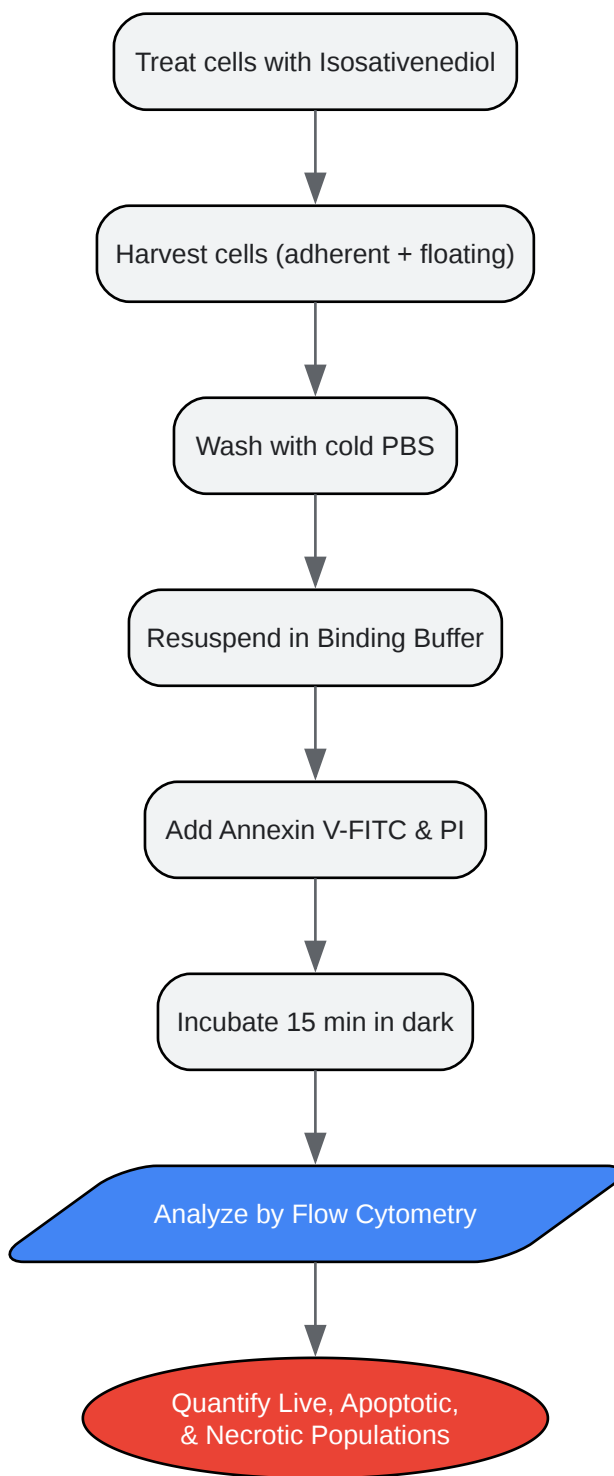 Treat cells with Isosativenediol
Harvest cells (adherent + floating)
Wash with cold PBS
Resuspend in Binding Buffer
Add Annexin V-FITC & PI
Incubate 15 min in dark
Analyze by Flow Cytometry
Quantify Live, Apoptotic,
& Necrotic Populations